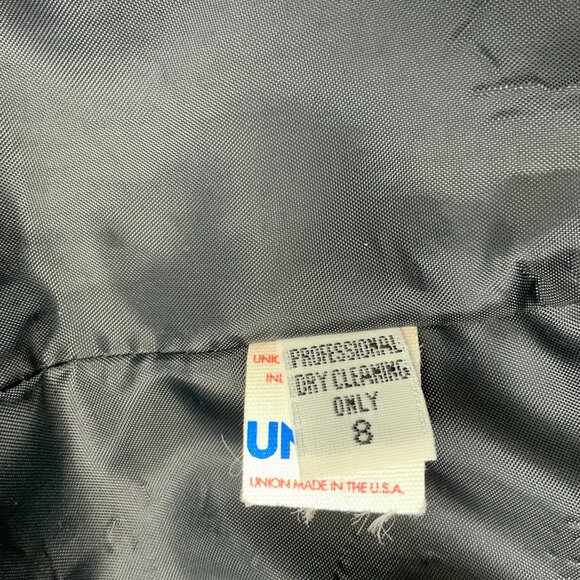 PROFESSIONAL
DRY CLEANING
ONLY
8
UNION MADE IN THE U.S.A.